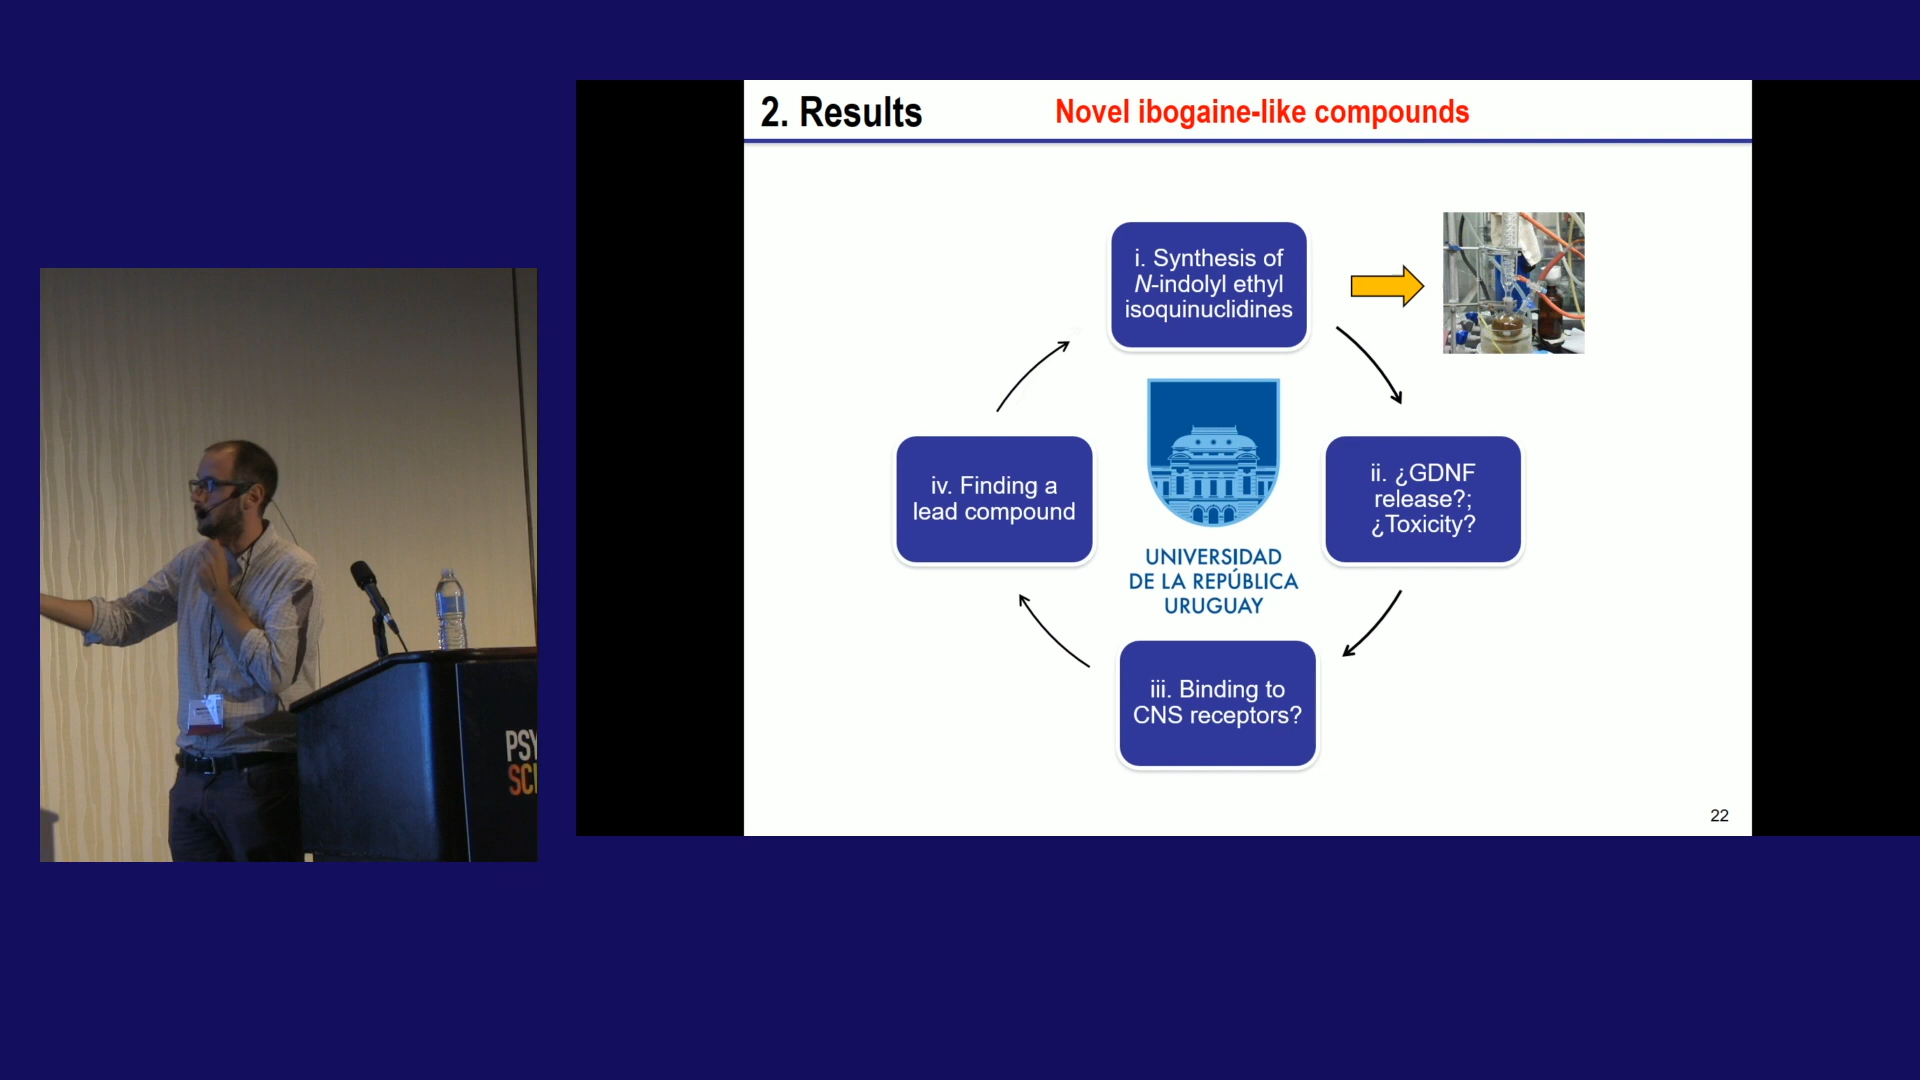 2. Results
Novel ibogaine-like compounds
i. Synthesis of
N-indolyl ethyl
isoquinuclidines
iv. Finding a
lead compound
ii. ¿GDNF
release?;
¿Toxicity?
UNIVERSIDAD
DE LA REPÚBLICA
URUGUAY
iii. Binding to
CNS receptors?
22
PSY
SCI